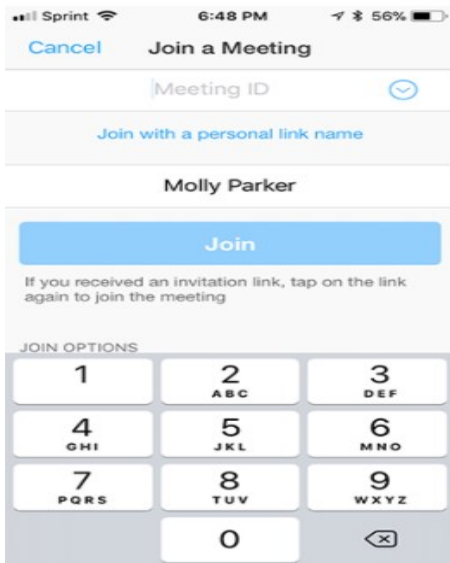 Sprint 6:48 PM 56%
Cancel Join a Meeting
Meeting ID
Join with a personal link name
Molly Parker
Join
If you received an invitation link, tap on the link
again to join the meeting
JOIN OPTIONS
1 2 3
ABC DEF
4 5 6
GHI JKL MNO
7 8 9
PQRS TUV WXYZ
0